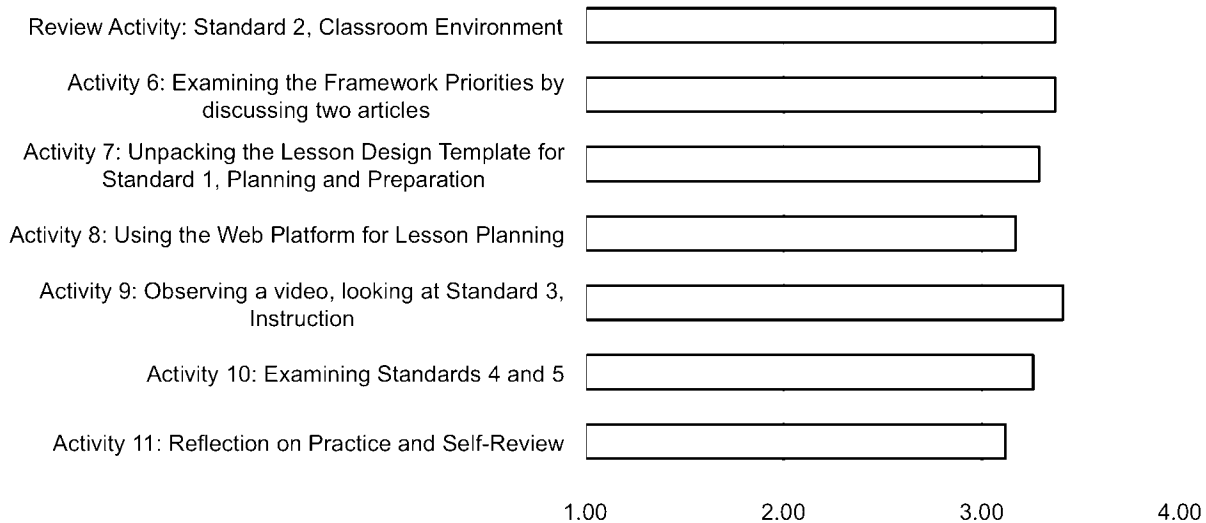 Review Activity: Standard 2, Classroom Environment
Activity 6: Examining the Framework Priorities by
discussing two articles
Activity 7: Unpacking the Lesson Design Template for
Standard 1, Planning and Preparation
Activity 8: Using the Web Platform for Lesson Planning
Activity 9: Observing a video, looking at Standard 3,
Instruction
Activity 10: Examining Standards 4 and 5
Activity 11: Reflection on Practice and Self-Review
1.00 2.00 3.00 4.00